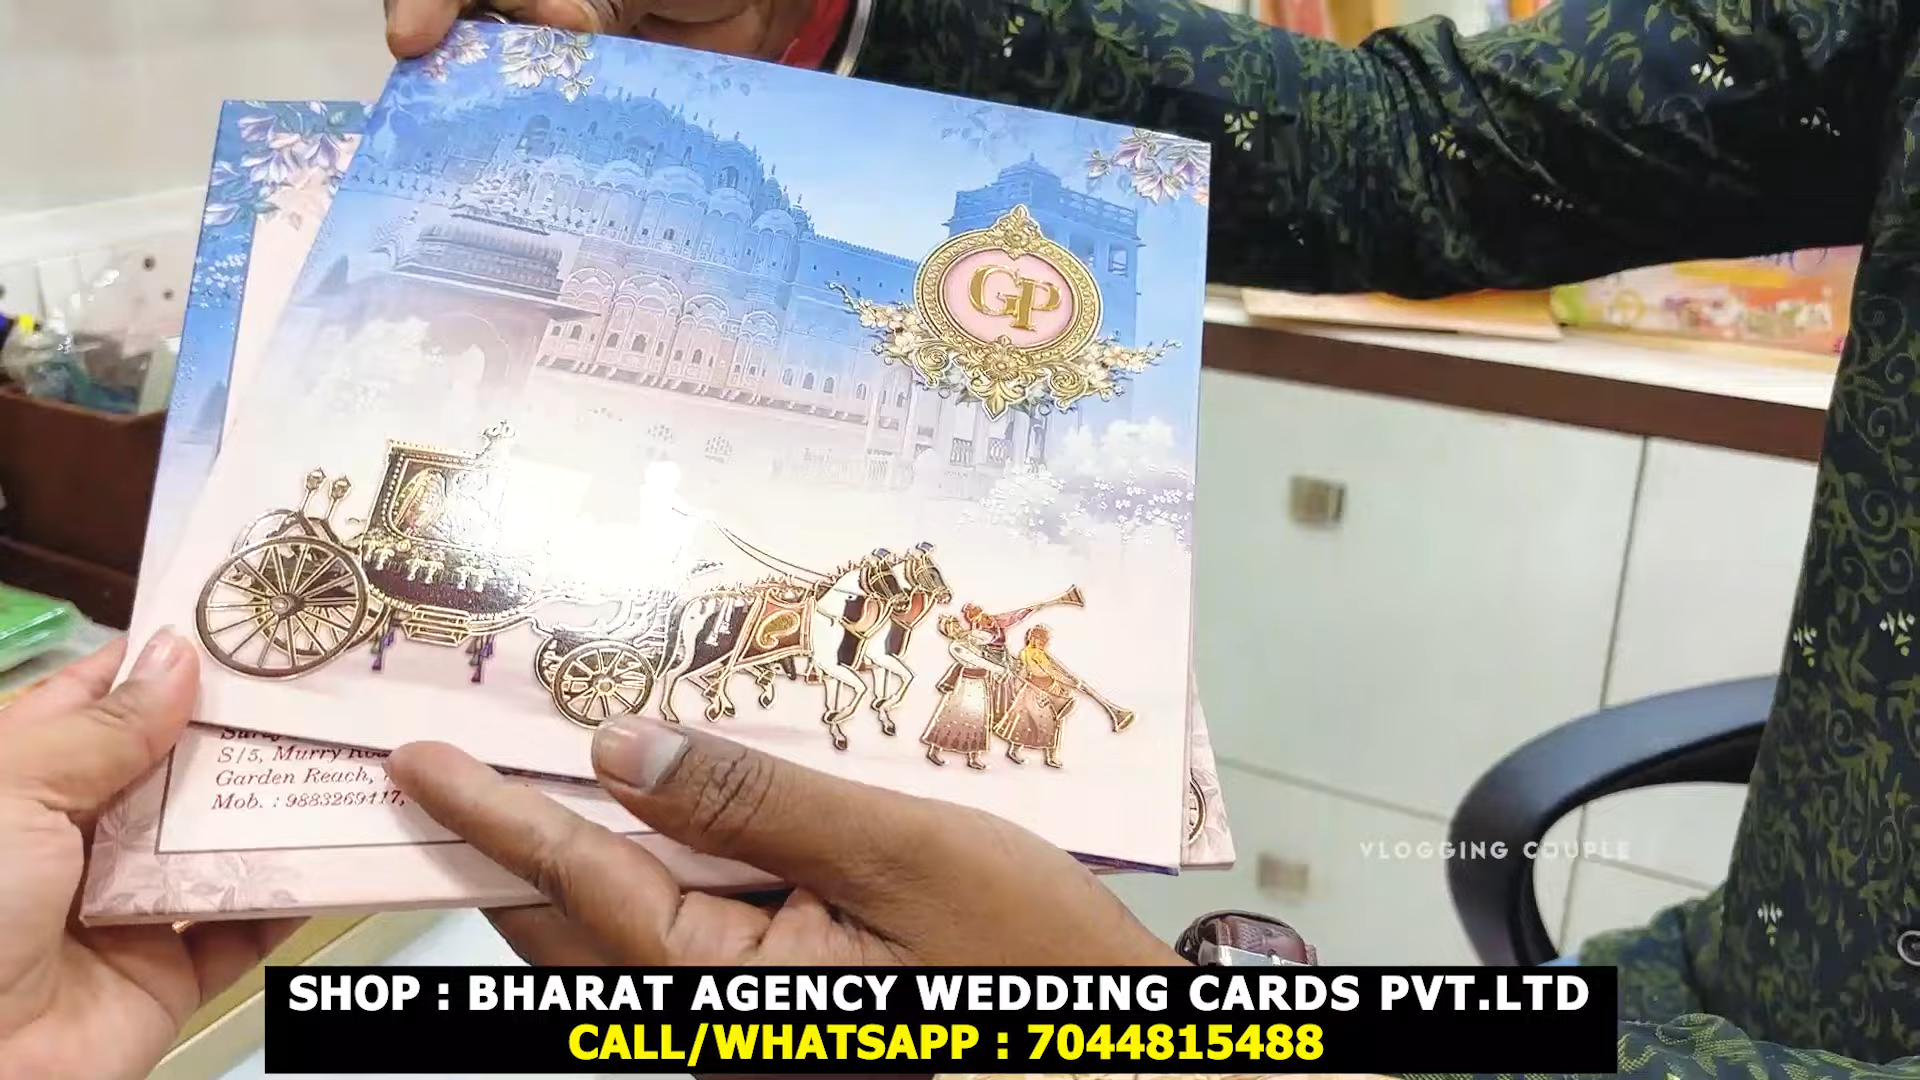 GP
S/5, Murry
Garden Reach,
Mob. : 9883269117,
VLOGGING COUPLE
SHOP : BHARAT AGENCY WEDDING CARDS PVT.LTD
CALL/WHATSAPP : 7044815488